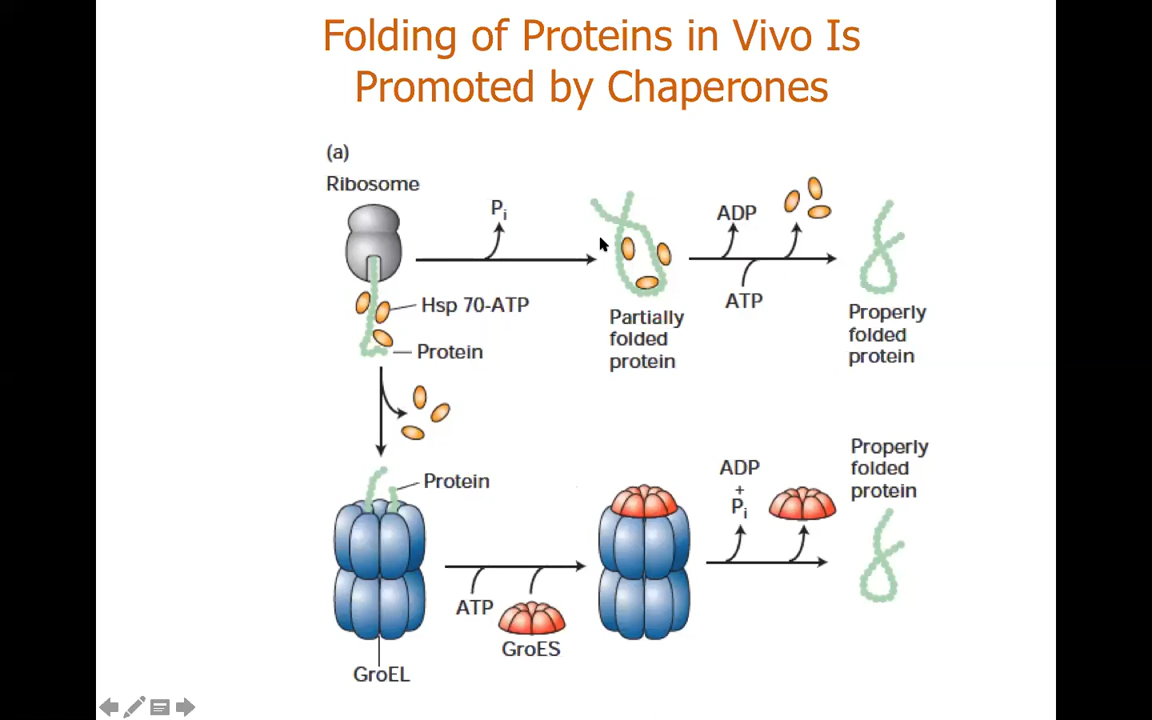 Folding of Proteins in Vivo Is
Promoted by Chaperones
(a)
Ribosome
Pi
ADP
ATP
Hsp 70-ATP
Protein
Partially
folded
protein
Properly
folded
protein
Protein
ATP
GroES
GroEL
ADP
+
Pi
Properly
folded
protein